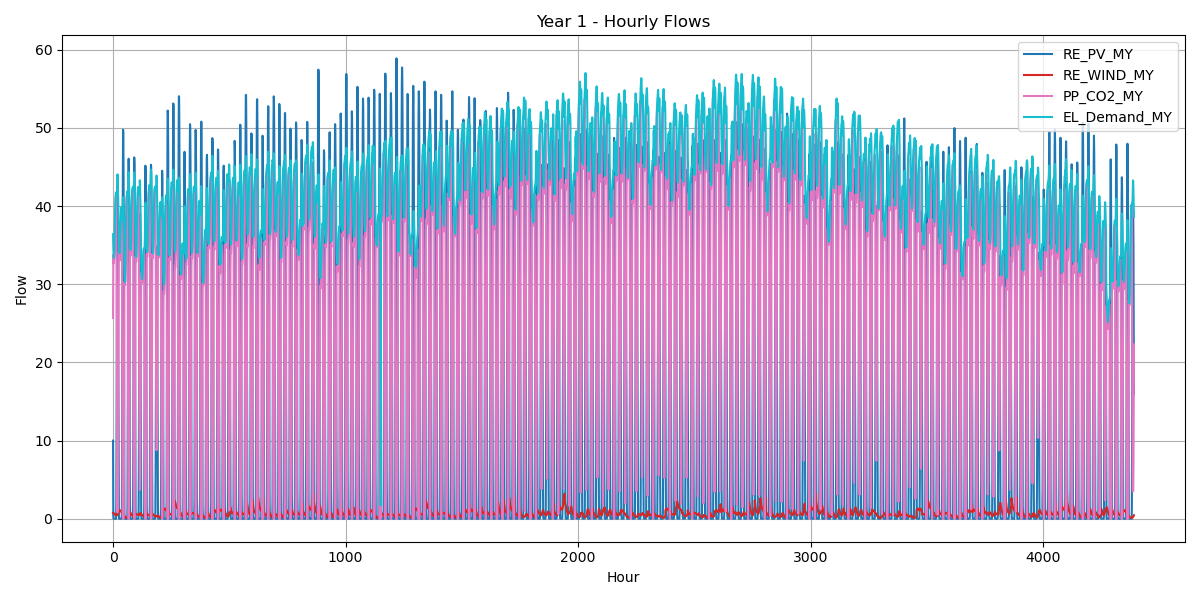 Year 1 - Hourly Flows
RE_PV_MY
RE_WIND_MY
PP_CO2_MY
EL_Demand_MY
Flow
60
50
40
30
20
10
0
0 1000 2000 3000 4000
Hour